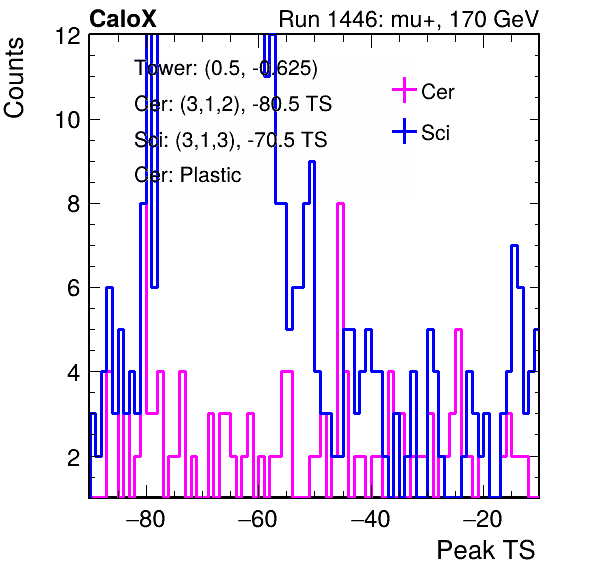 CaloX Run 1446: mu+, 170 GeV
Counts
12
10
8
6
4
2
Tower: (0.5, -0.625)
Cer: (3,1,2), -80.5 TS
Sci: (3,1,3), -70.5 TS
Cer: Plastic
Cer
Sci
−80 −60 −40 −20
Peak TS